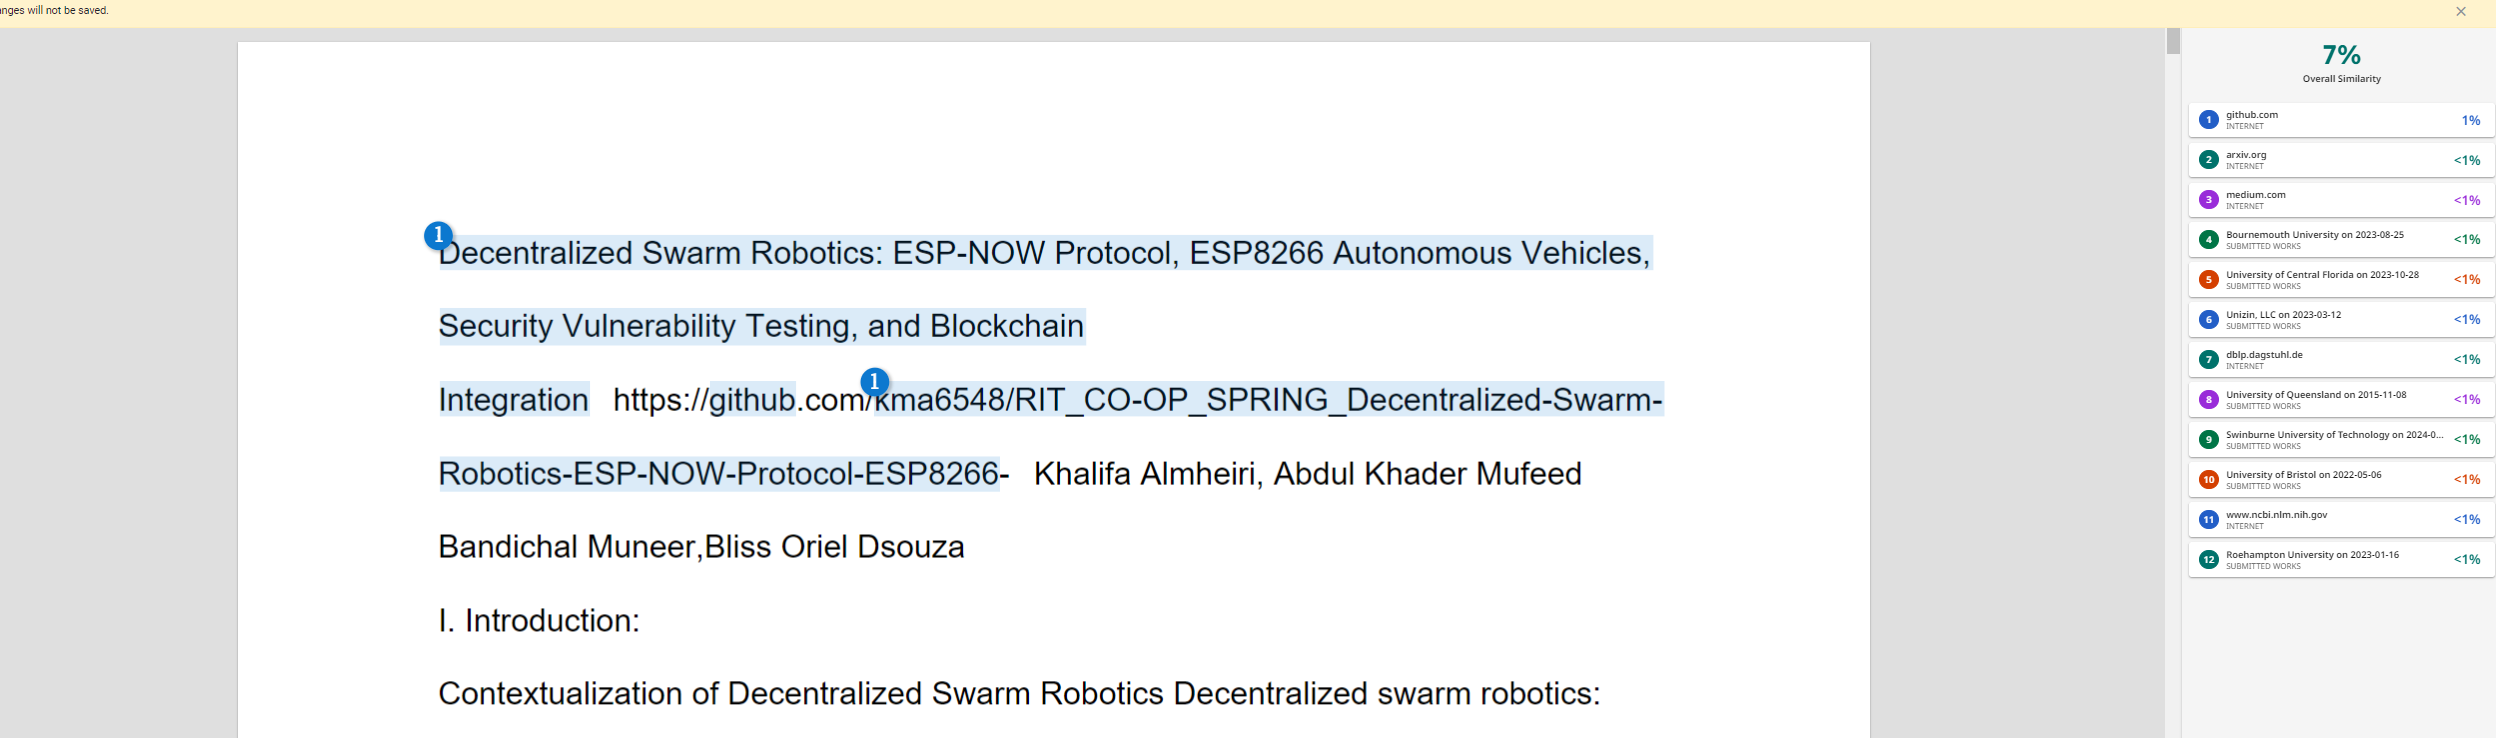 anges will not be saved.
7%
Overall Similarity
1 github.com 1%
INTERNET
2 arxiv.org <1%
INTERNET
3 medium.com <1%
INTERNET
4 Bournemouth University on 2023-08-25 <1%
SUBMITTED WORKS
5 University of Central Florida on 2023-10-28 <1%
SUBMITTED WORKS
6 Unizin, LLC on 2023-03-12 <1%
SUBMITTED WORKS
7 dblp.dagstuhl.de <1%
INTERNET
8 University of Queensland on 2015-11-08 <1%
SUBMITTED WORKS
9 Swinburne University of Technology on 2024-0... <1%
SUBMITTED WORKS
10 University of Bristol on 2022-05-06 <1%
SUBMITTED WORKS
11 www.ncbi.nlm.nih.gov <1%
INTERNET
12 Roehampton University on 2023-01-16 <1%
SUBMITTED WORKS
1
Decentralized Swarm Robotics: ESP-NOW Protocol, ESP8266 Autonomous Vehicles,
Security Vulnerability Testing, and Blockchain
1
Integration https://github.com/kma6548/RIT_CO-OP_SPRING_Decentralized-Swarm-
Robotics-ESP-NOW-Protocol-ESP8266- Khalifa Almheiri, Abdul Khader Mufeed
Bandichal Muneer,Bliss Oriel Dsouza
I. Introduction:
Contextualization of Decentralized Swarm Robotics Decentralized swarm robotics: